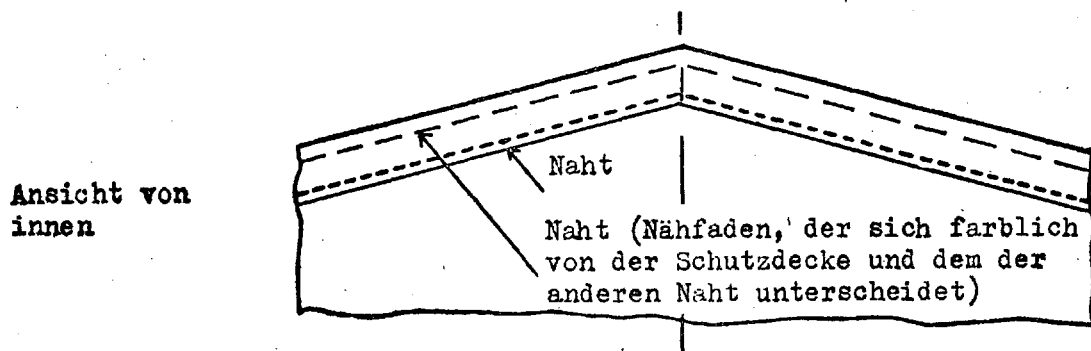 Ansicht von
innen
Naht
Naht (Nähfaden, der sich farblich
von der Schutzdecke und dem der
anderen Naht unterscheidet)